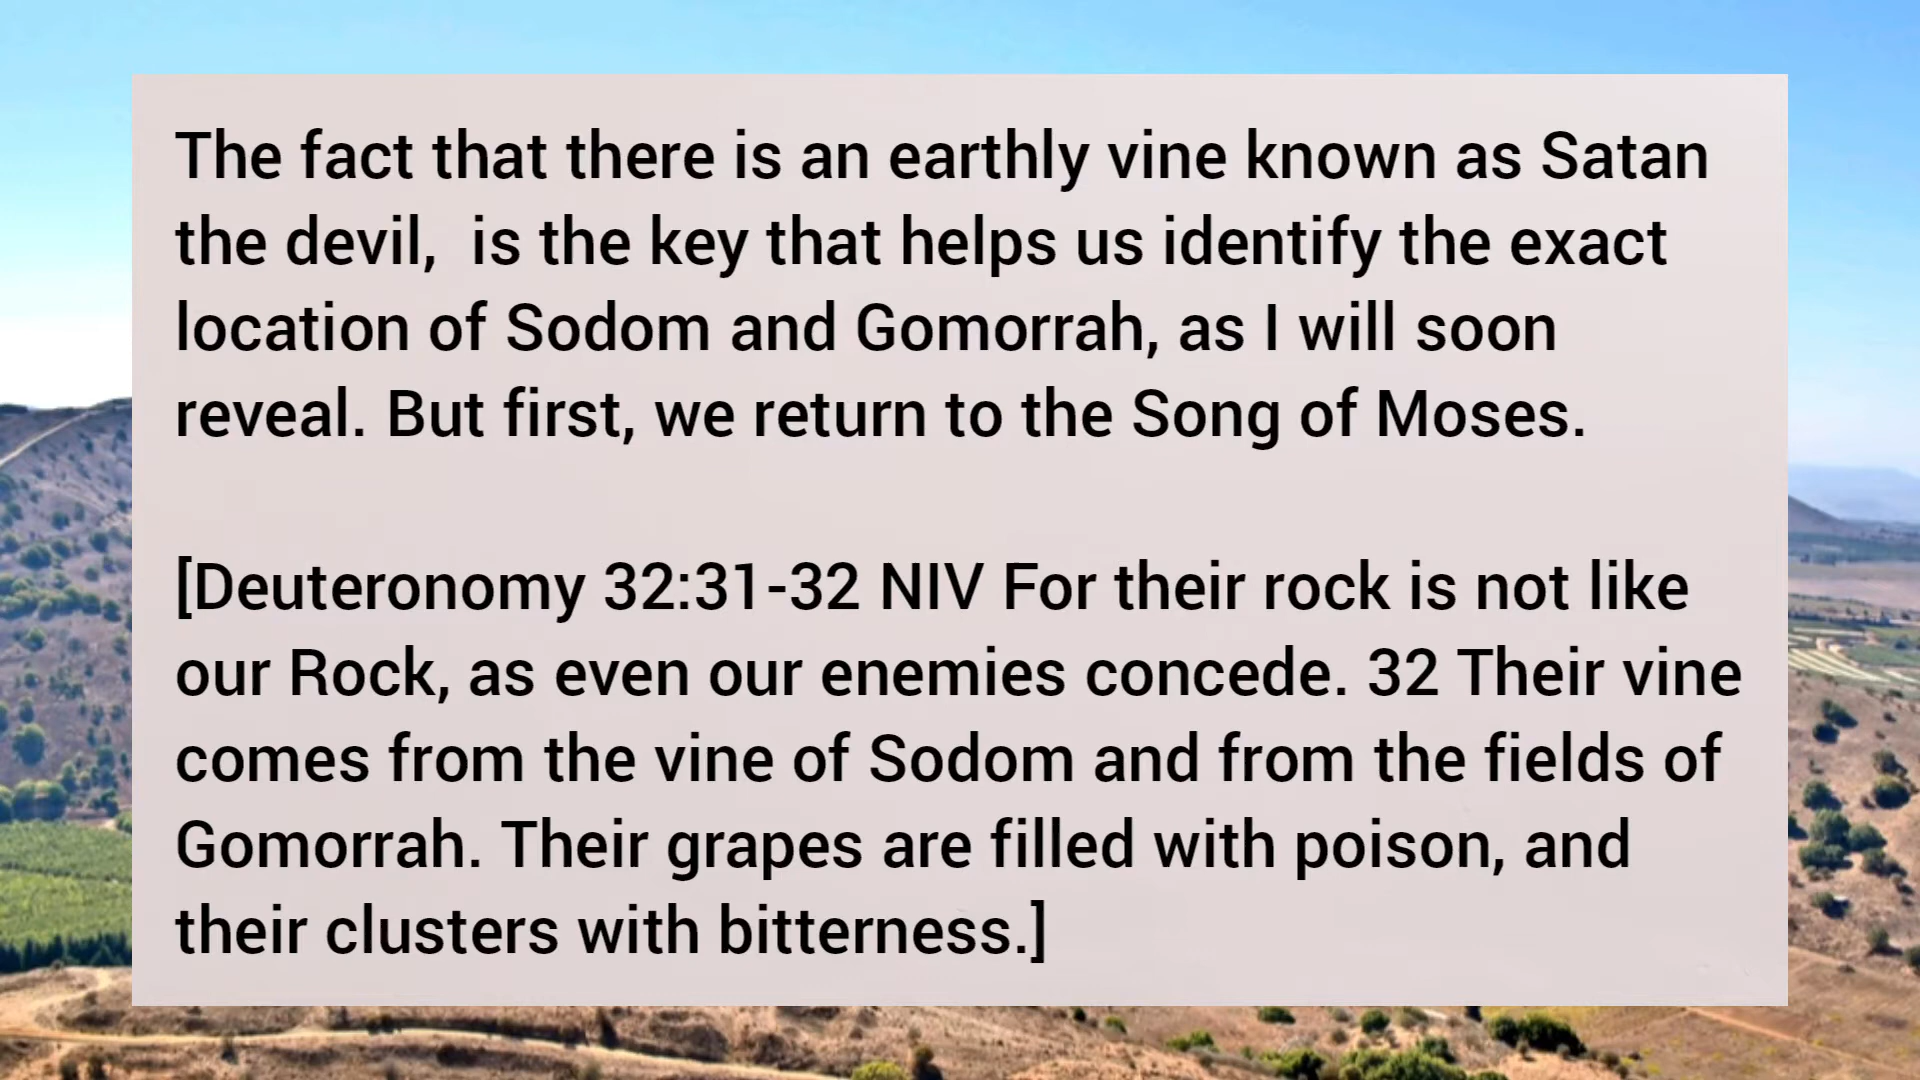 The fact that there is an earthly vine known as Satan
the devil,  is the key that helps us identify the exact
location of Sodom and Gomorrah, as I will soon
reveal. But first, we return to the Song of Moses.
[Deuteronomy 32:31-32 NIV For their rock is not like
our Rock, as even our enemies concede. 32 Their vine
comes from the vine of Sodom and from the fields of
Gomorrah. Their grapes are filled with poison, and
their clusters with bitterness.]